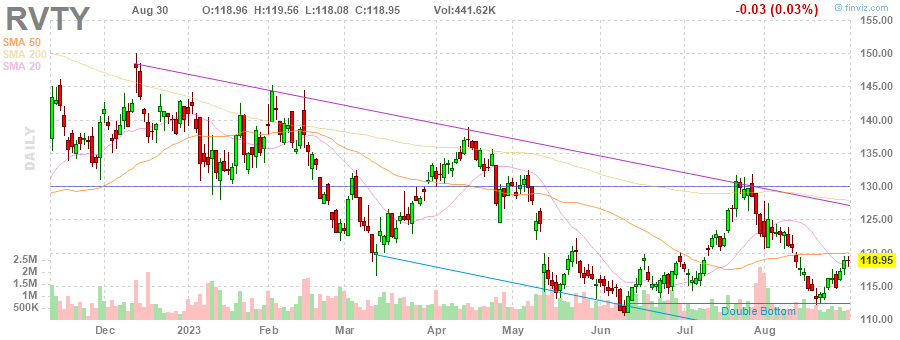 RVTY
Aug 30 O:118.96 H:119.56 L:118.08 C:118.95 Vol:441.62K
-0.03 (0.03%)
© finviz.com
SMA 50
SMA 200
SMA 20
DAILY
155.00
150.00
145.00
140.00
135.00
130.00
125.00
120.00
118.95
115.00
110.00
2.5M
2M
1.5M
1M
500K
Double Bottom
Dec 2023 Feb Mar Apr May Jun Jul Aug